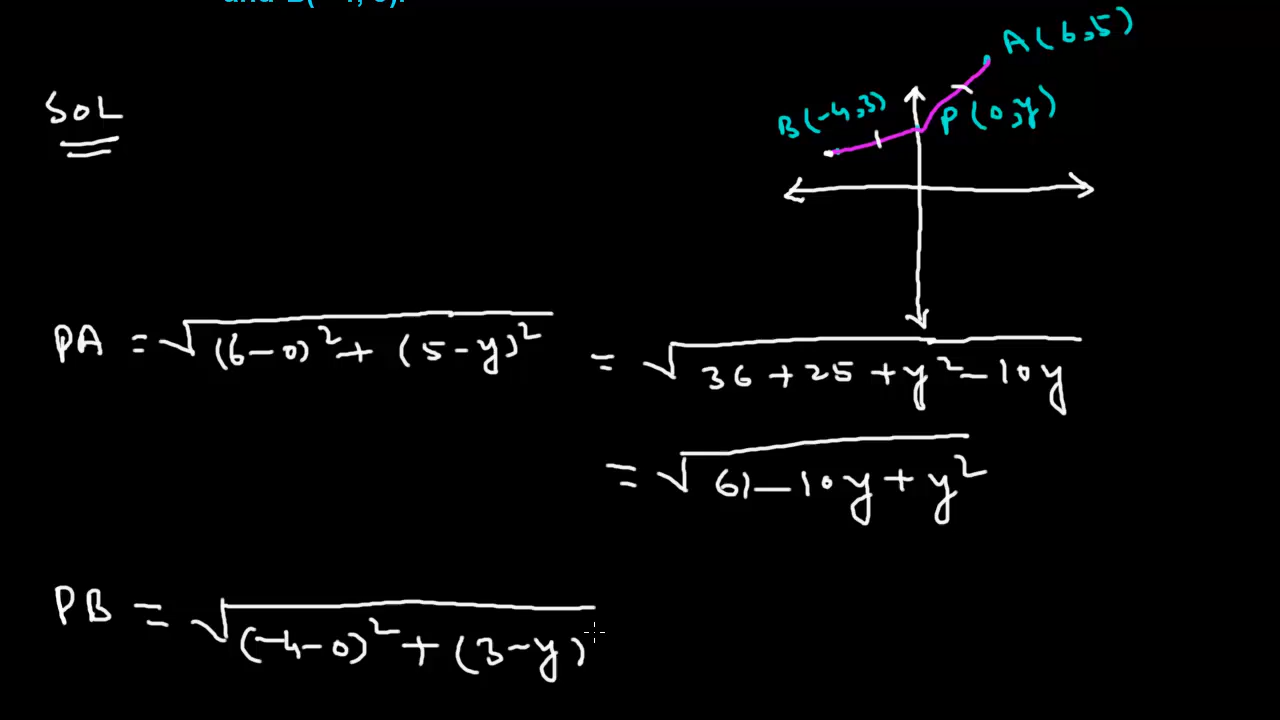 SOL
A(6,5)
B(-4,3)
P(0,y)
PA = √(6-0)² + (5-y)² = √36+25+y²-10y
= √61-10y+y²
PB = √(-4-0)² + (3-y)